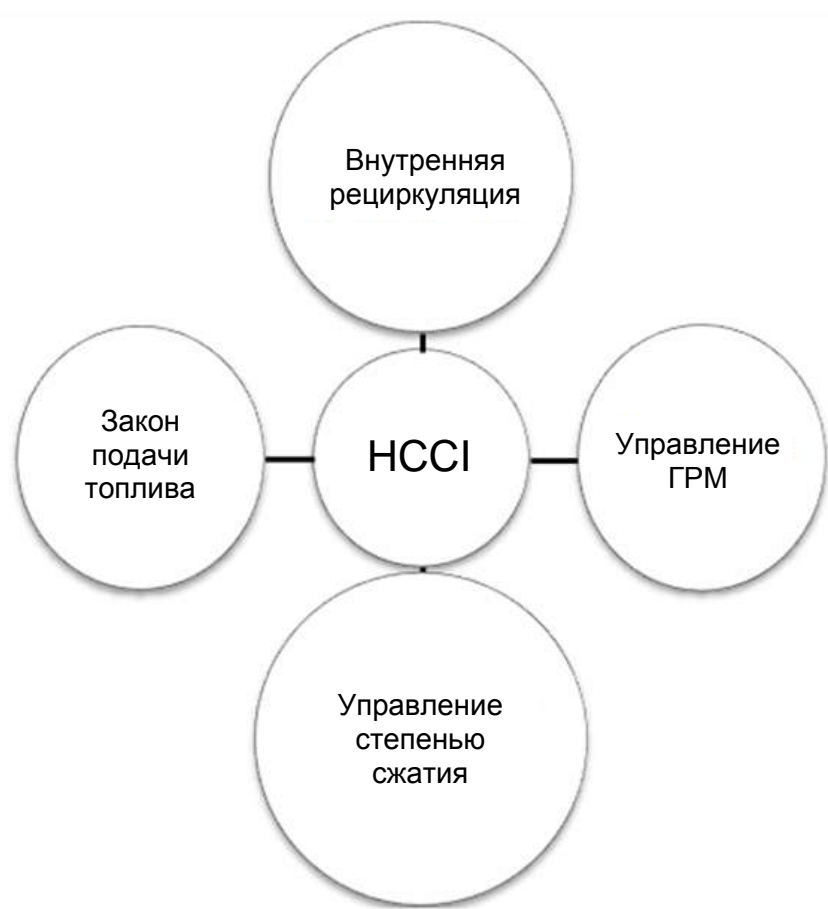 Внутренняя
рециркуляция
Закон
подачи
топлива
HCCI
Управление
ГРМ
Управление
степенью
сжатия